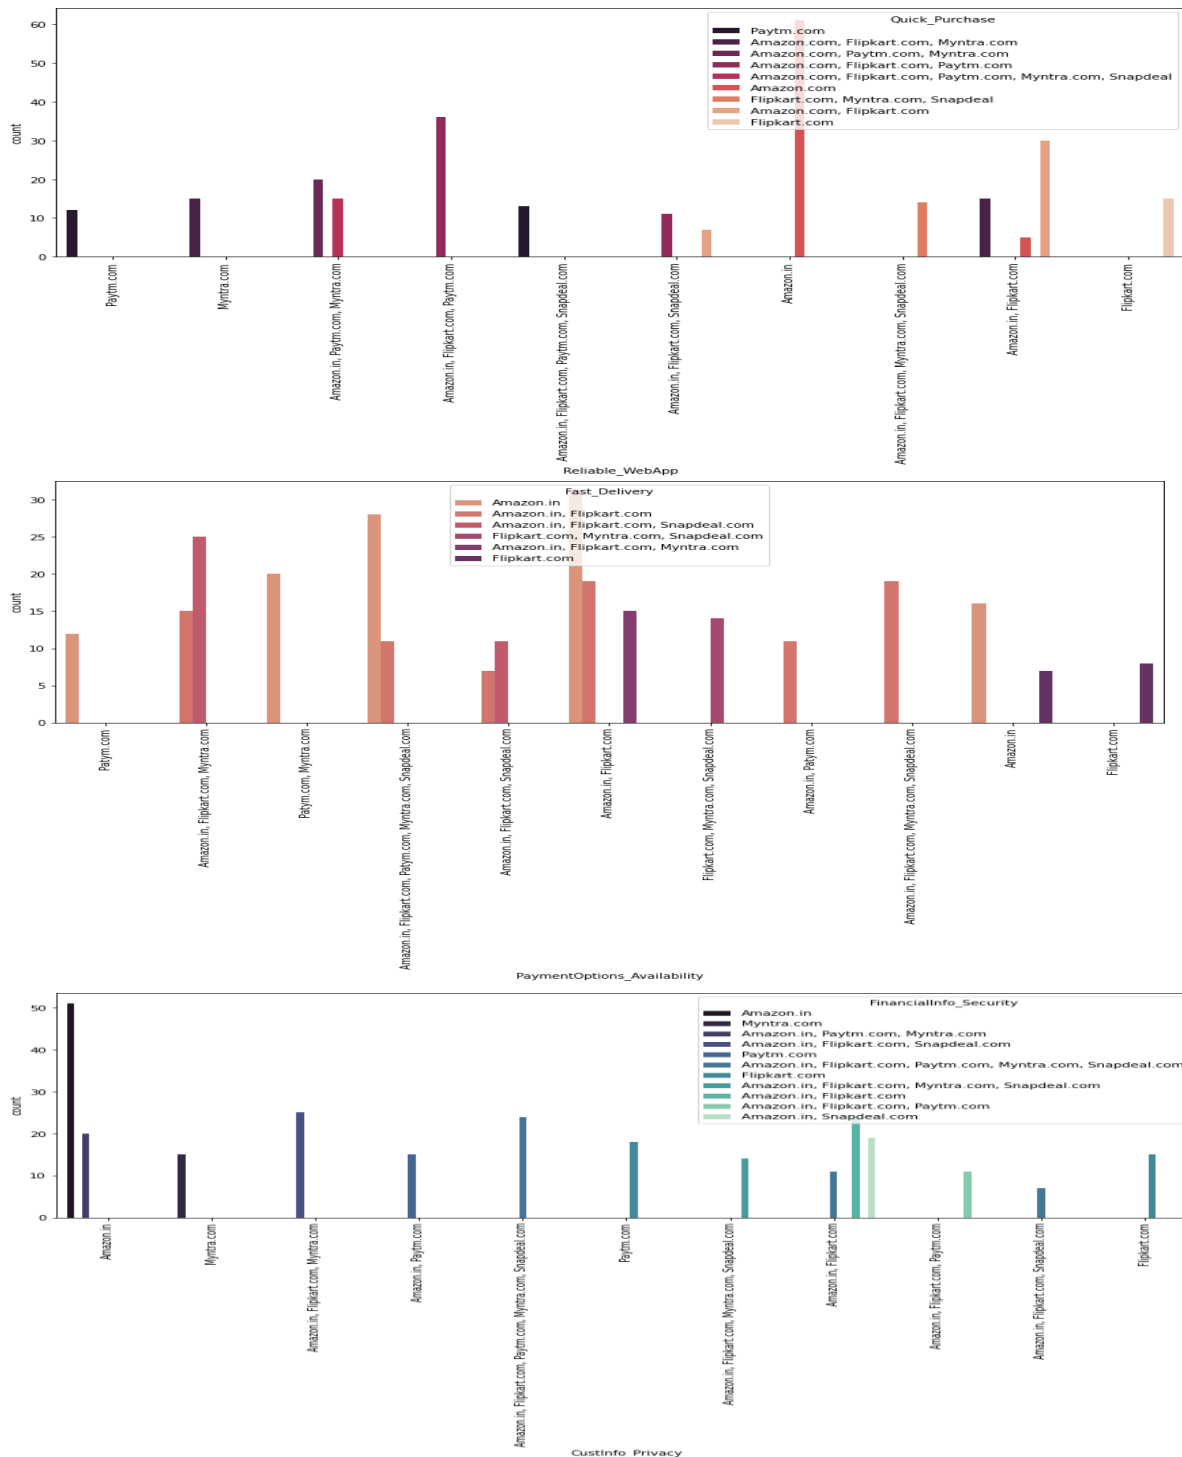 Quick_Purchase
Paytm.com
Amazon.com, Flipkart.com, Myntra.com
Amazon.com, Paytm.com, Myntra.com
Amazon.com, Flipkart.com, Paytm.com
Amazon.com, Flipkart.com, Paytm.com, Myntra.com, Snapdeal
Amazon.com
Flipkart.com, Myntra.com, Snapdeal
Amazon.com, Flipkart.com
Flipkart.com
count
60
50
40
30
20
10
0
Paytm.com
Myntra.com
Amazon.in, Paytm.com, Myntra.com
Amazon.in, Flipkart.com, Paytm.com
Amazon.in, Flipkart.com, Paytm.com, Snapdeal.com
Amazon.in, Flipkart.com, Snapdeal.com
Amazon.in
Amazon.in, Flipkart.com, Myntra.com, Snapdeal.com
Amazon.in, Flipkart.com
Flipkart.com
Reliable_WebApp
Fast_Delivery
Amazon.in
Amazon.in, Flipkart.com
Amazon.in, Flipkart.com, Snapdeal.com
Flipkart.com, Myntra.com, Snapdeal.com
Amazon.in, Flipkart.com, Myntra.com
Flipkart.com
count
30
25
20
15
10
5
0
Patym.com
Amazon.in, Flipkart.com, Myntra.com
Patym.com, Myntra.com
Amazon.in, Flipkart.com, Patym.com, Myntra.com, Snapdeal.com
Amazon.in, Flipkart.com, Snapdeal.com
Amazon.in, Flipkart.com
Flipkart.com, Myntra.com, Snapdeal.com
Amazon.in, Patym.com
Amazon.in, Flipkart.com, Myntra.com, Snapdeal.com
Amazon.in
Flipkart.com
PaymentOptions_Availability
FinancialInfo_Security
Amazon.in
Myntra.com
Amazon.in, Paytm.com, Myntra.com
Amazon.in, Flipkart.com, Snapdeal.com
Paytm.com
Amazon.in, Flipkart.com, Paytm.com, Myntra.com, Snapdeal.com
Flipkart.com
Amazon.in, Flipkart.com, Myntra.com, Snapdeal.com
Amazon.in, Flipkart.com
Amazon.in, Flipkart.com, Paytm.com
Amazon.in, Snapdeal.com
count
50
40
30
20
10
0
Amazon.in
Myntra.com
Amazon.in, Flipkart.com, Myntra.com
Amazon.in, Paytm.com
Amazon.in, Flipkart.com, Paytm.com, Myntra.com, Snapdeal.com
Paytm.com
Amazon.in, Flipkart.com, Myntra.com, Snapdeal.com
Amazon.in, Flipkart.com
Amazon.in, Flipkart.com, Paytm.com
Amazon.in, Flipkart.com, Snapdeal.com
Flipkart.com
CustInfo_Privacy